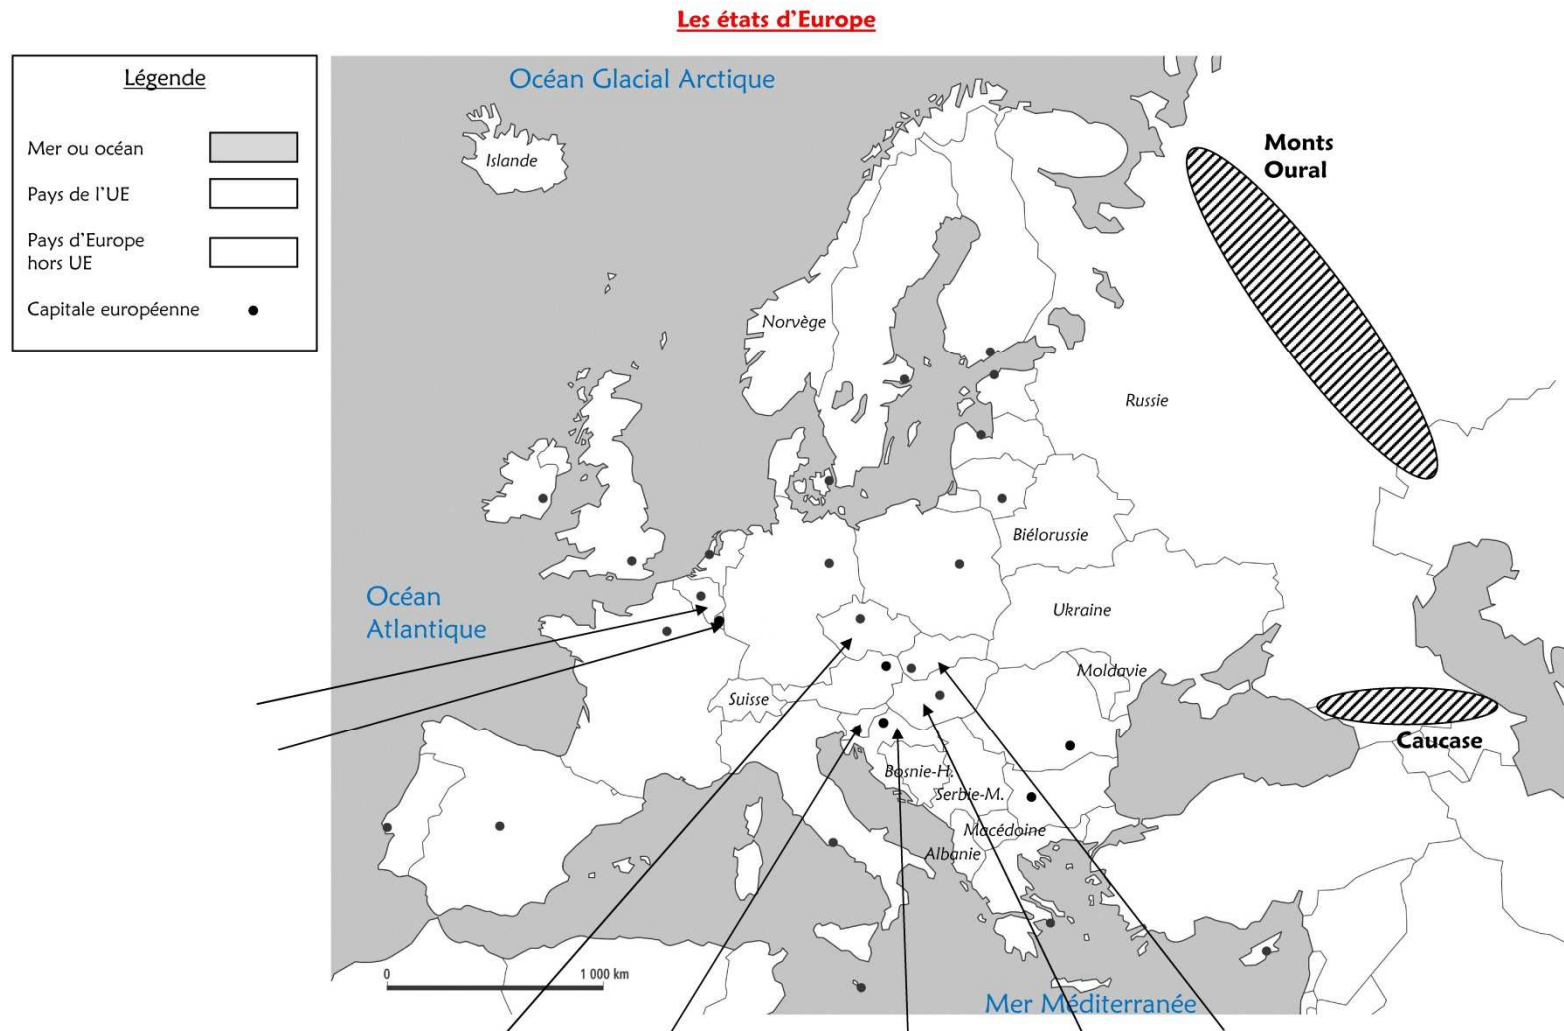 Les états d'Europe
Légende
Mer ou océan
Pays de l'UE
Pays d'Europe
hors UE
Capitale européenne
Océan Glacial Arctique
Islande
Monts
Oural
Norvège
Russie
Biélorussie
Océan
Atlantique
Ukraine
Moldavie
Suisse
Caucase
Bosnie-H.
Serbie-M.
Macédoine
Albanie
0
1 000 km
Mer Méditerranée